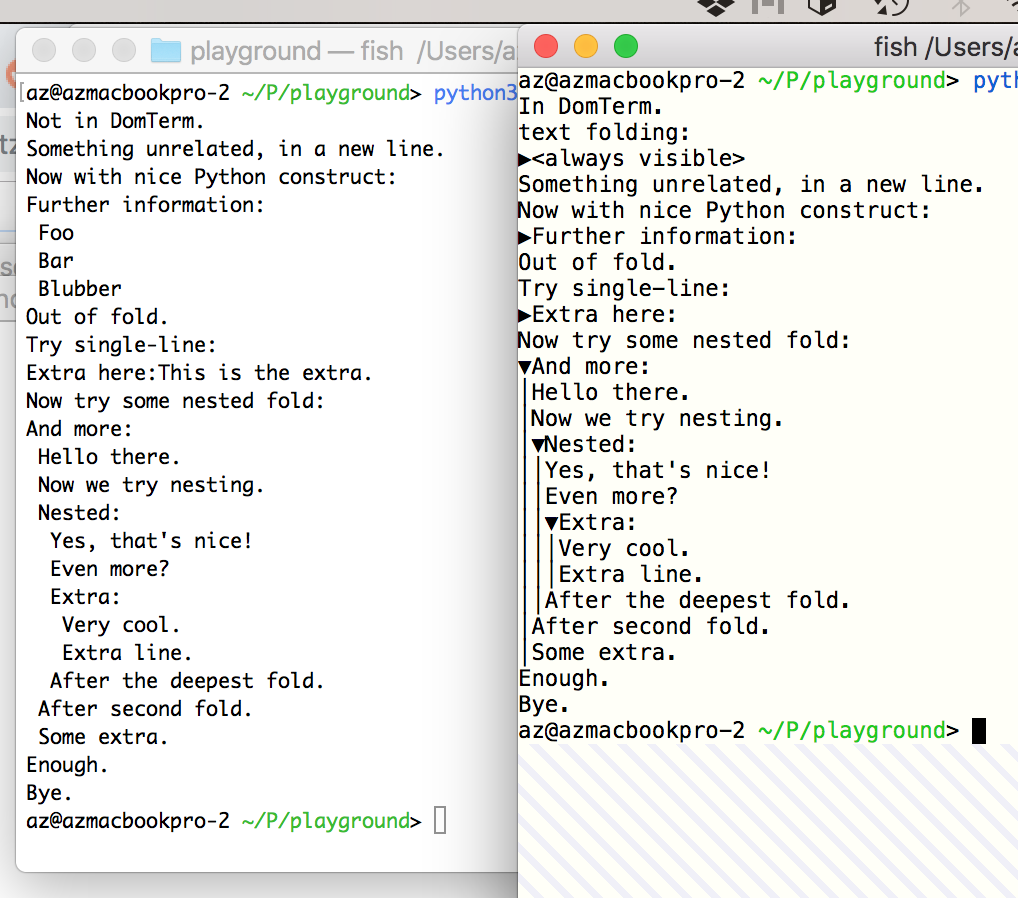 playground — fish /Users/a
az@azmacbookpro-2 ~/P/playground> python3
Not in DomTerm.
Something unrelated, in a new line.
Now with nice Python construct:
Further information:
Foo
Bar
Blubber
Out of fold.
Try single-line:
Extra here:This is the extra.
Now try some nested fold:
And more:
Hello there.
Now we try nesting.
Nested:
Yes, that's nice!
Even more?
Extra:
Very cool.
Extra line.
After the deepest fold.
After second fold.
Some extra.
Enough.
Bye.
az@azmacbookpro-2 ~/P/playground>
fish /Users/a
az@azmacbookpro-2 ~/P/playground> pyth
In DomTerm.
text folding:
▶<always visible>
Something unrelated, in a new line.
Now with nice Python construct:
▶Further information:
Out of fold.
Try single-line:
▶Extra here:
Now try some nested fold:
▼And more:
Hello there.
Now we try nesting.
▼Nested:
Yes, that's nice!
Even more?
▼Extra:
Very cool.
Extra line.
After the deepest fold.
After second fold.
Some extra.
Enough.
Bye.
az@azmacbookpro-2 ~/P/playground>